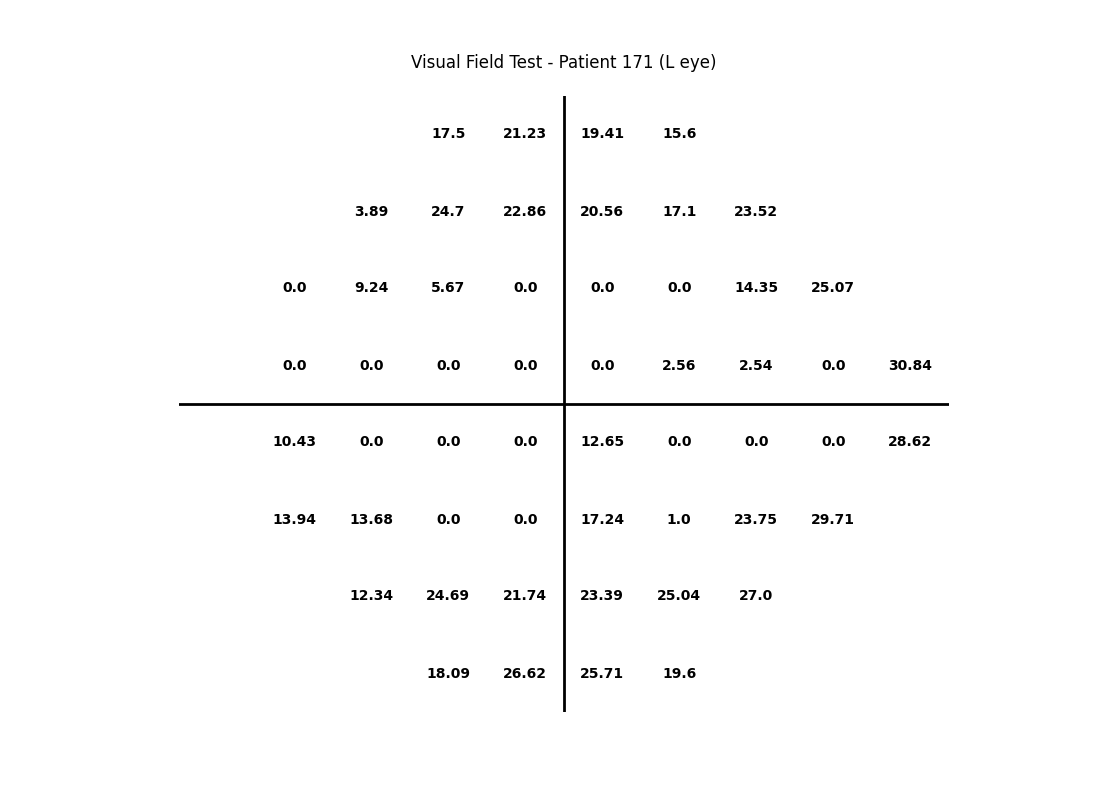 Visual Field Test - Patient 171 (L eye)
17.5 21.23 19.41 15.6
3.89 24.7 22.86 20.56 17.1 23.52
0.0 9.24 5.67 0.0 0.0 0.0 14.35 25.07
0.0 0.0 0.0 0.0 0.0 2.56 2.54 0.0 30.84
10.43 0.0 0.0 0.0 12.65 0.0 0.0 0.0 28.62
13.94 13.68 0.0 0.0 17.24 1.0 23.75 29.71
12.34 24.69 21.74 23.39 25.04 27.0
18.09 26.62 25.71 19.6